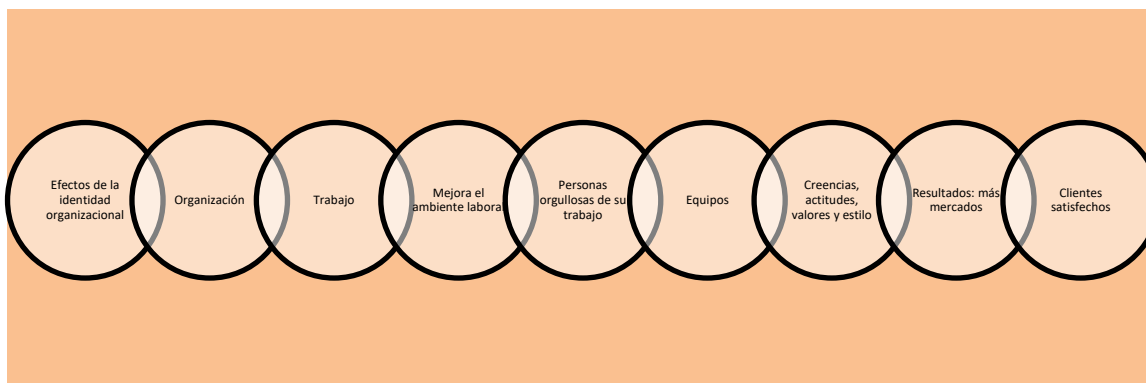 Efectos de la
identidad
organizacional
Organización
Trabajo
Mejora el
ambiente laboral
Personas
orgullosas de su
trabajo
Equipos
Creencias,
actitudes,
valores y estilo
Resultados: más
mercados
Clientes
satisfechos